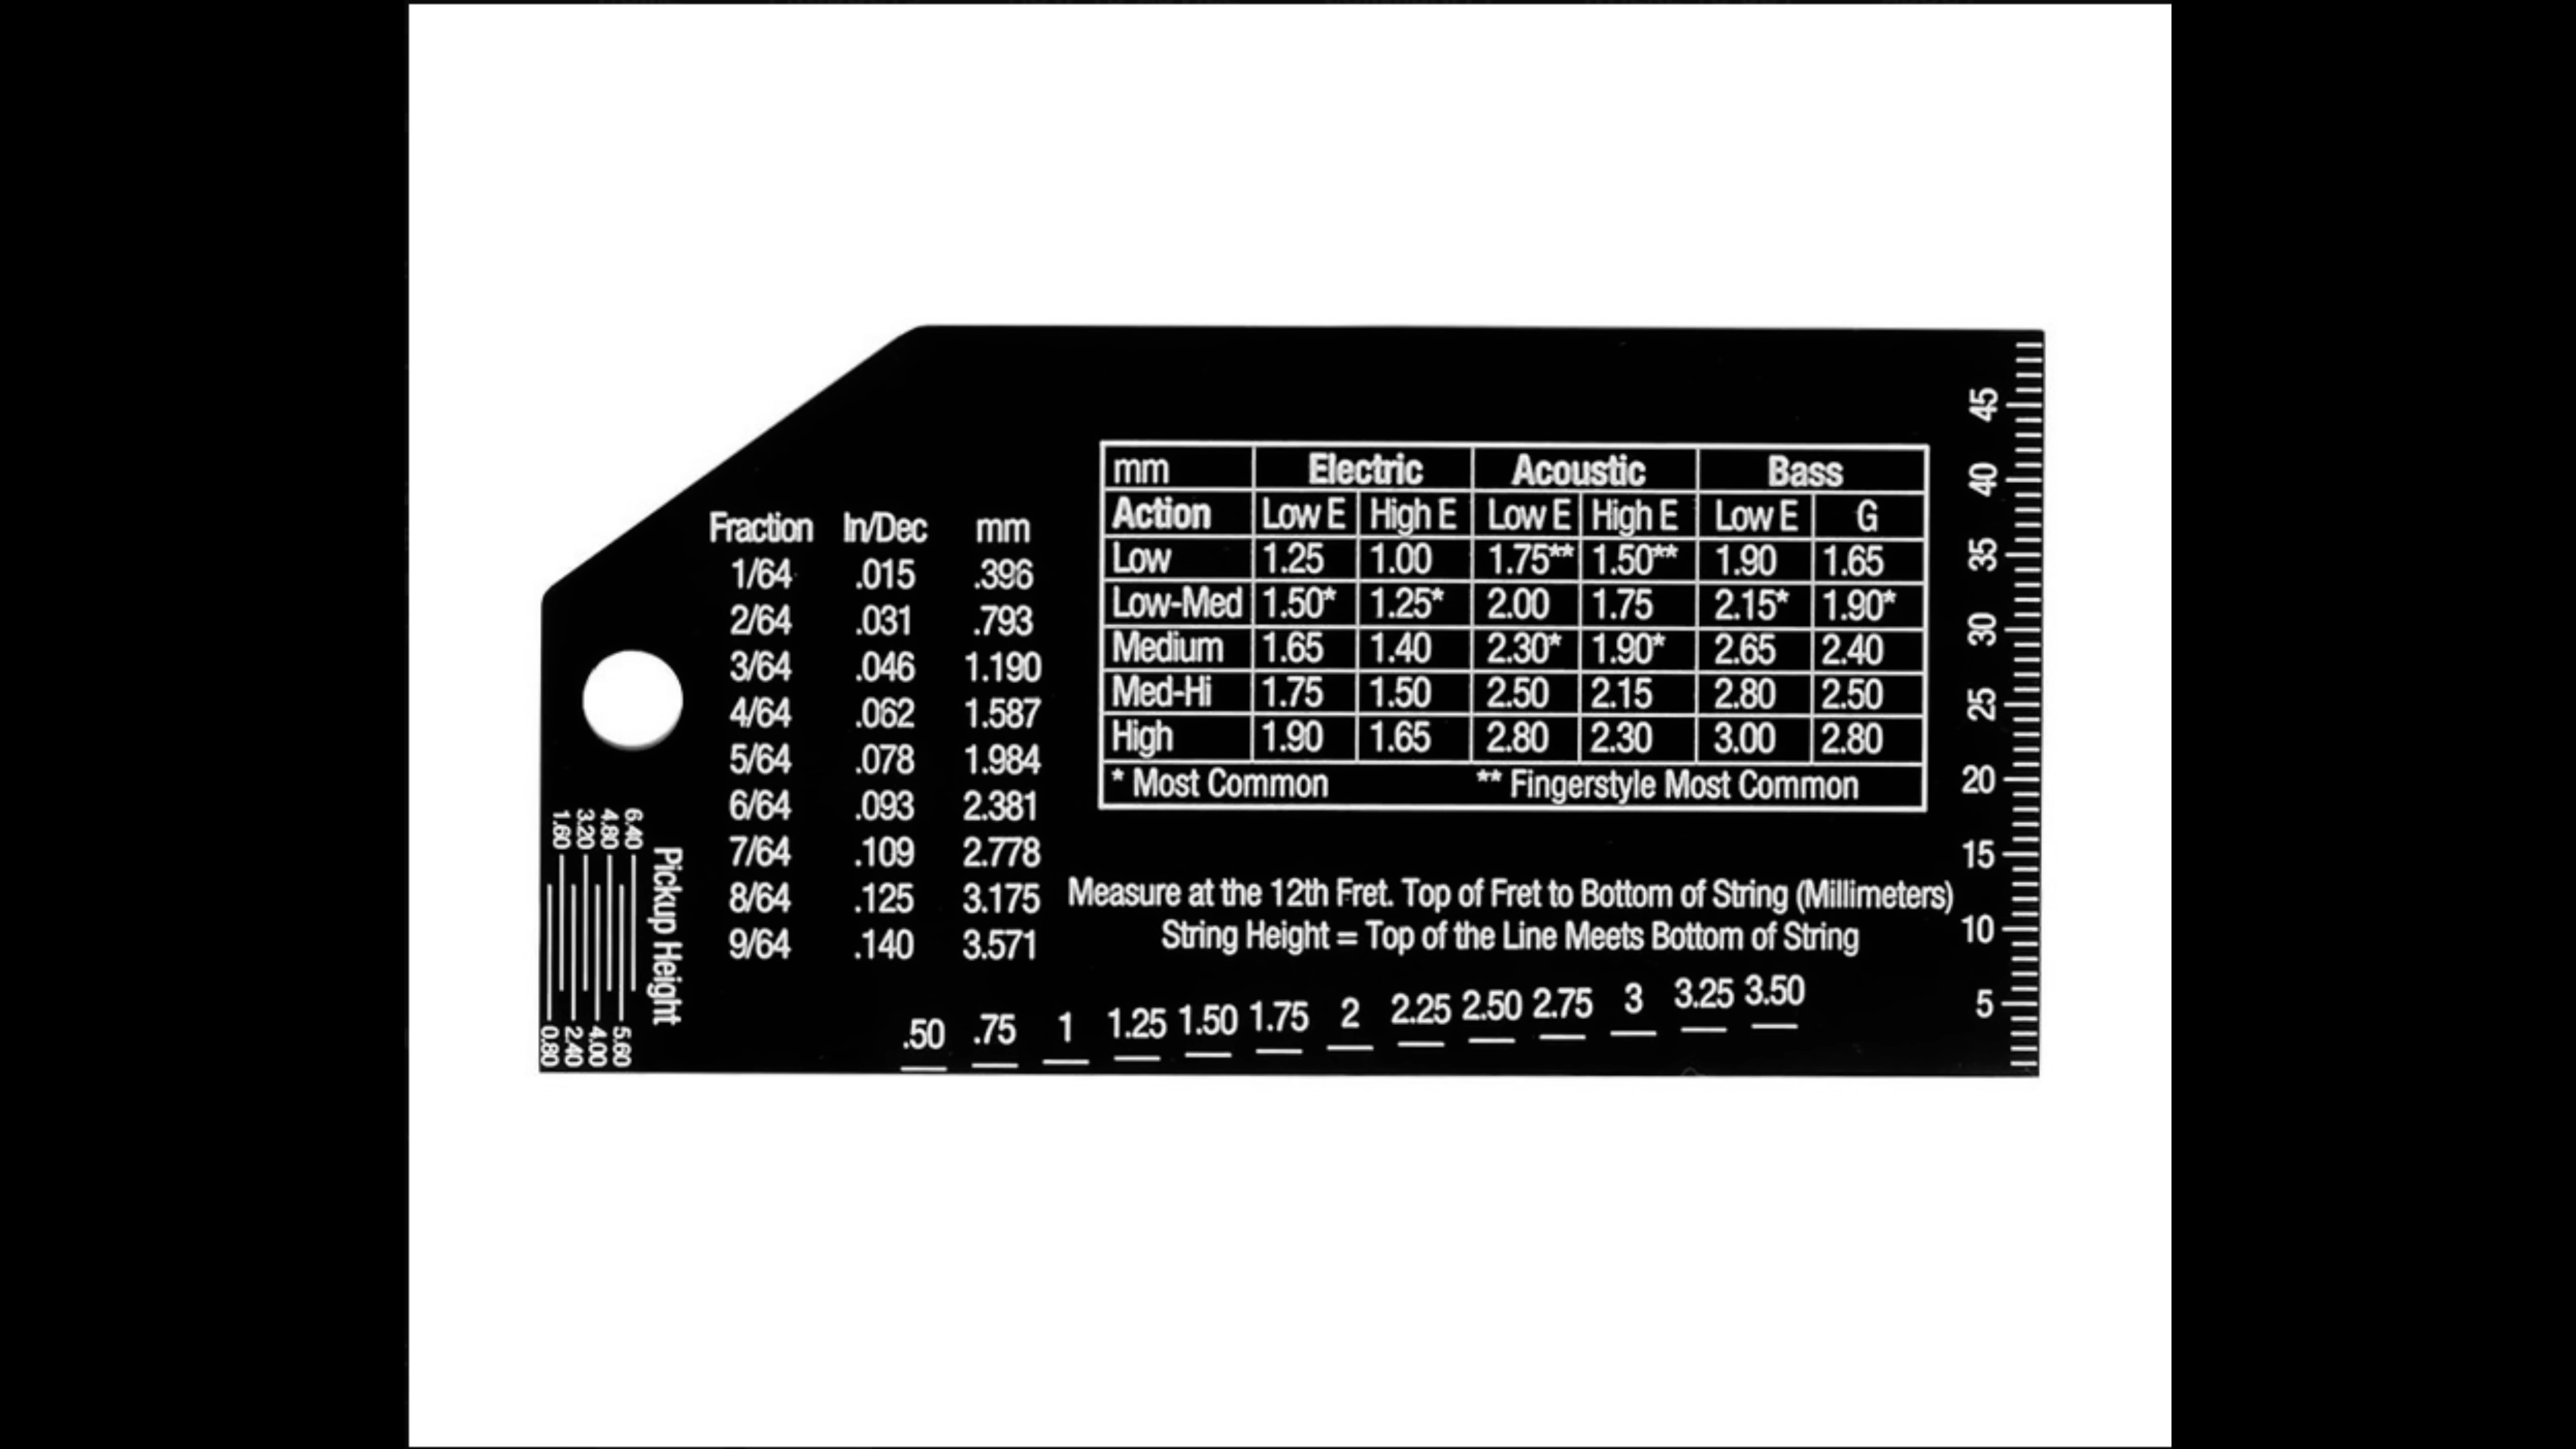 mm Electric Acoustic Bass
Action Low E High E Low E High E Low E G
Low 1.25 1.00 1.75** 1.50** 1.90 1.65
Low-Med 1.50* 1.25* 2.00 1.75 2.15* 1.90*
Medium 1.65 1.40 2.30* 1.90* 2.65 2.40
Med-Hi 1.75 1.50 2.50 2.15 2.80 2.50
High 1.90 1.65 2.80 2.30 3.00 2.80
* Most Common ** Fingerstyle Most Common
Fraction In/Dec mm
1/64 .015 .396
2/64 .031 .793
3/64 .046 1.190
4/64 .062 1.587
5/64 .078 1.984
6/64 .093 2.381
7/64 .109 2.778
8/64 .125 3.175
9/64 .140 3.571
Measure at the 12th Fret. Top of Fret to Bottom of String (Millimeters)
String Height = Top of the Line Meets Bottom of String
.50 .75 1 1.25 1.50 1.75 2 2.25 2.50 2.75 3 3.25 3.50
Pickup Height
6.40
4.80
3.20
1.60
5.60
4.00
2.40
0.80
45
40
35
30
25
20
15
10
5